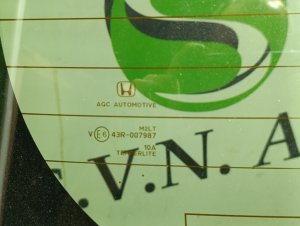 AGC AUTOMOTIVE
M2LT
V E6 43R-007987
10A
TEMPERLITE
.V.N. A